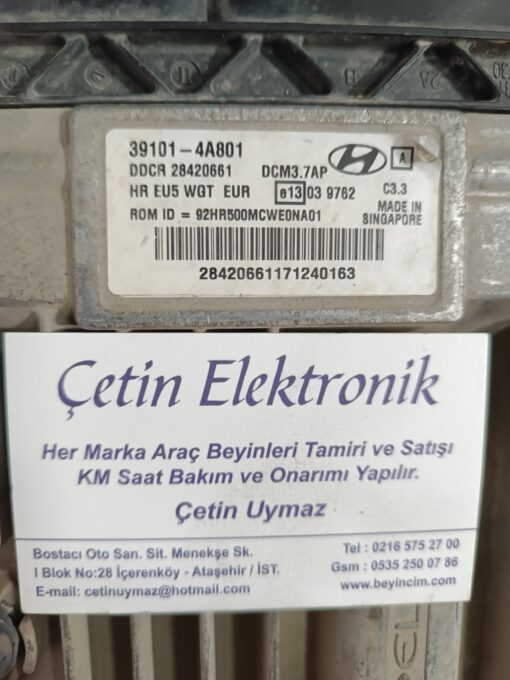 B
2A
39101-4A801
DDCR 28420661 DCM3.7AP A
HR EU5 WGT EUR e13 03 9762 C3.3
ROM ID = 92HR500MCWE0NA01 MADE IN
SINGAPORE
28420661171240163
Çetin Elektronik
Her Marka Araç Beyinleri Tamiri ve Satışı
KM Saat Bakım ve Onarımı Yapılır.
Çetin Uymaz
Bostacı Oto San. Sit. Menekşe Sk.
I Blok No:28 İçerenköy - Ataşehir / İST.
E-mail: cetinuymaz@hotmail.com
Tel : 0216 575 27 00
Gsm : 0535 250 07 86
www.beyincim.com